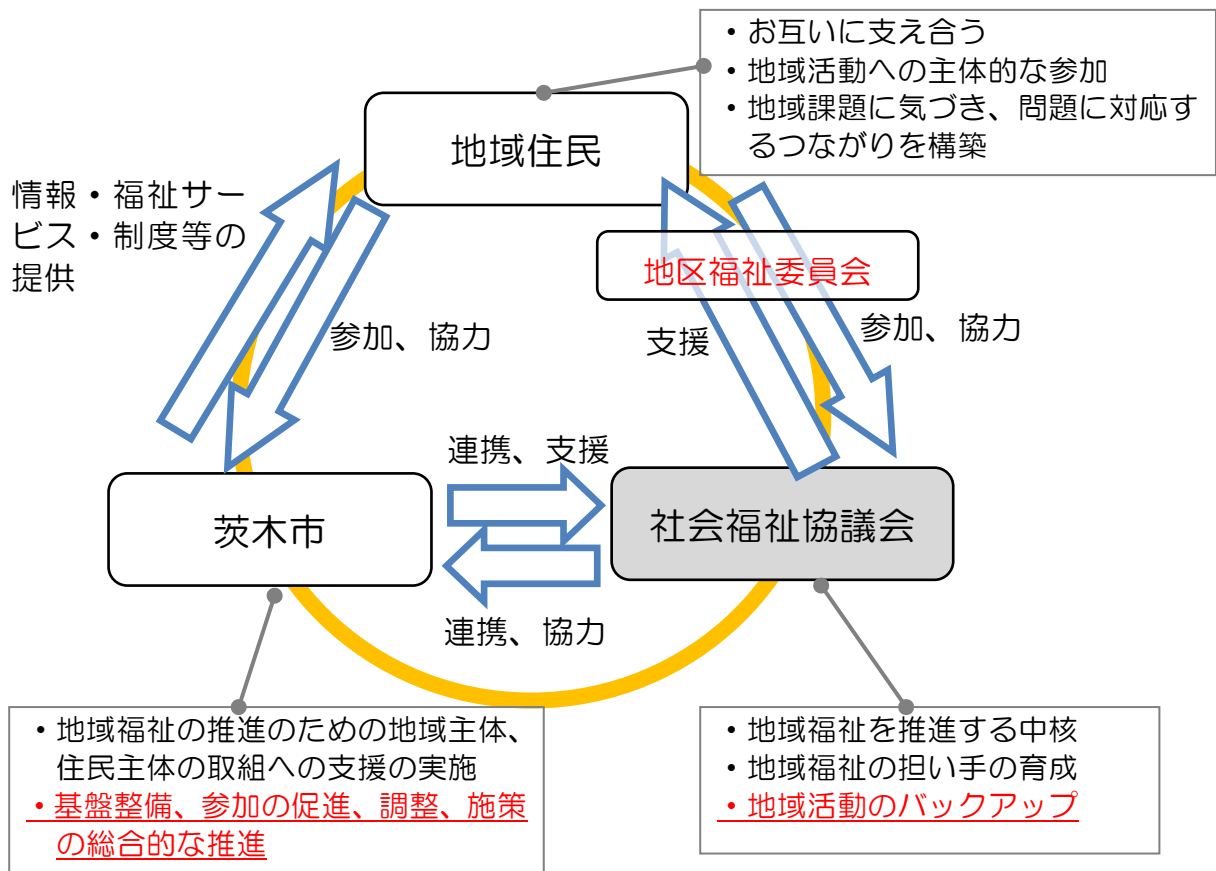 ・お互いに支え合う
・地域活動への主体的な参加
・地域課題に気づき、問題に対応す
るつながりを構築
地域住民
情報・福祉サー
ビス・制度等の
提供
地区福祉委員会
参加、協力
支援
参加、協力
連携、支援
茨木市
社会福祉協議会
連携、協力
・地域福祉の推進のための地域主体、
住民主体の取組への支援の実施
・基盤整備、参加の促進、調整、施策
の総合的な推進
・地域福祉を推進する中核
・地域福祉の担い手の育成
・地域活動のバックアップ